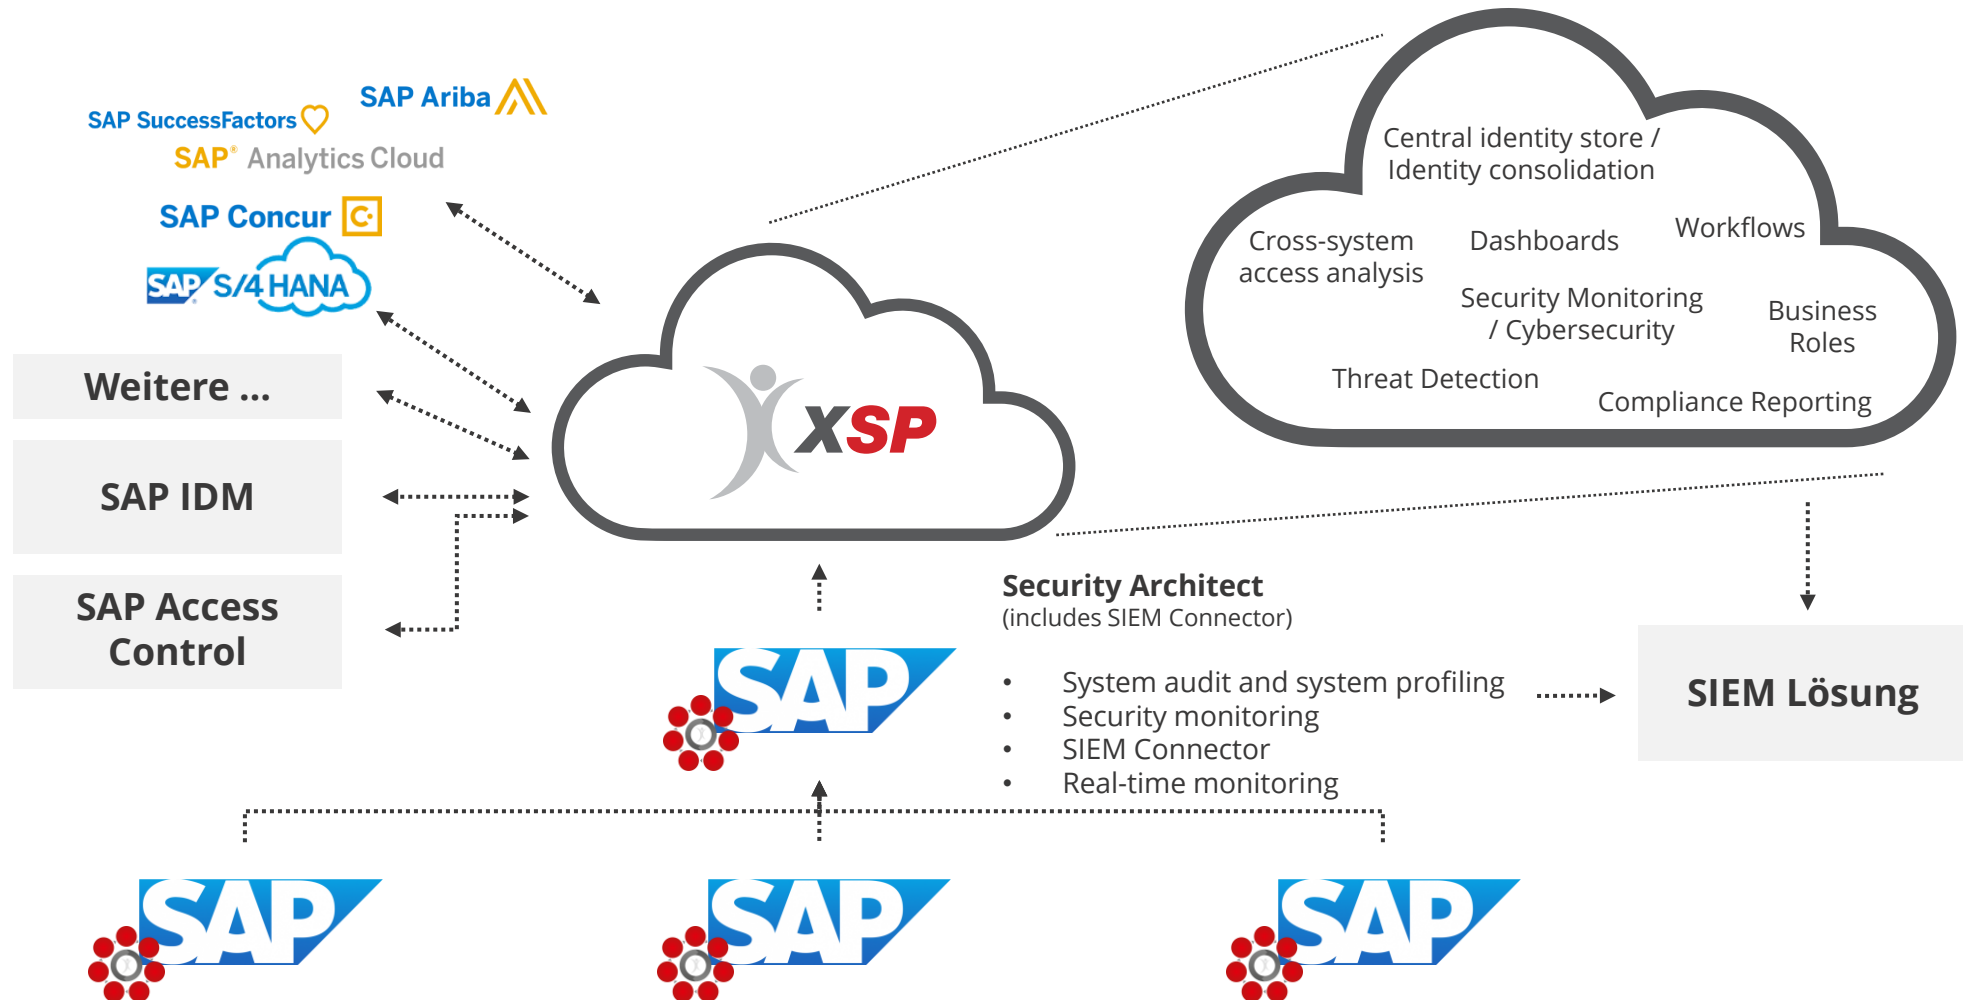 SAP Ariba
SAP SuccessFactors
SAP® Analytics Cloud
SAP Concur
SAP® S/4HANA
Weitere ...
SAP IDM
SAP Access
Control
XSP
Central identity store /
Identity consolidation
Workflows
Cross-system
access analysis
Dashboards
Security Monitoring
/ Cybersecurity
Business
Roles
Threat Detection
Compliance Reporting
Security Architect
(includes SIEM Connector)
• System audit and system profiling
• Security monitoring
• SIEM Connector
• Real-time monitoring
SIEM Lösung
SAP
SAP
SAP
SAP